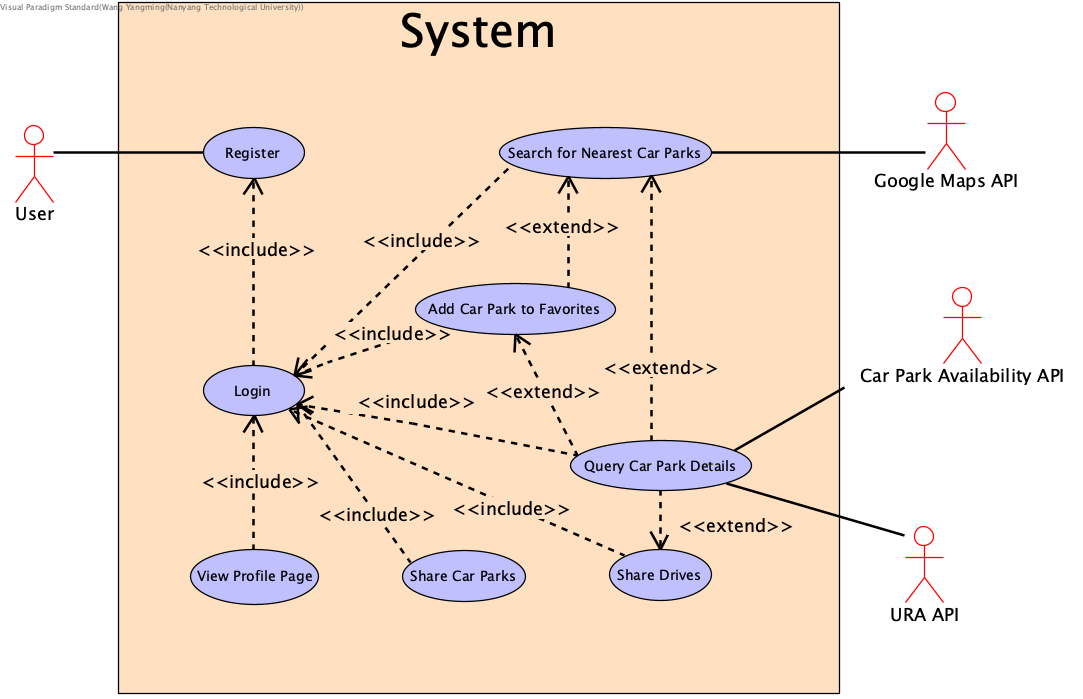 Visual Paradigm Standard(Wang Yangming(Nanyang Technological University))
System
Register
Search for Nearest Car Parks
Google Maps API
User
<<extend>>
<<include>>
<<include>>
Add Car Park to Favorites
<<include>>
<<extend>>
Car Park Availability API
Login
<<extend>>
<<include>>
Query Car Park Details
<<include>>
<<include>>
<<include>>
<<extend>>
View Profile Page
Share Car Parks
Share Drives
URA API